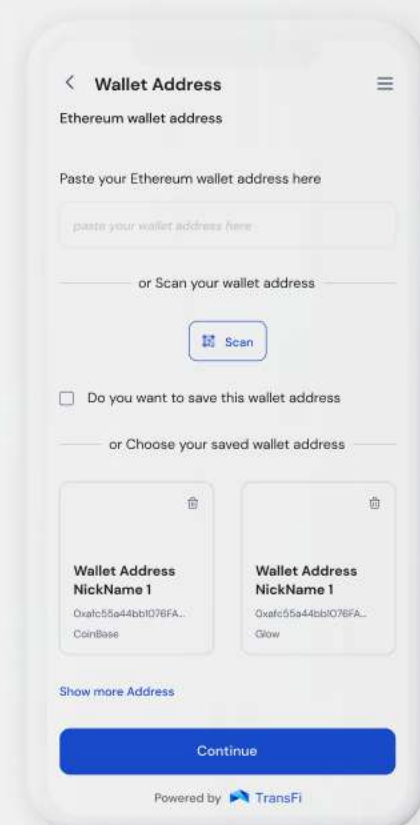 Wallet Address
Ethereum wallet address
Paste your Ethereum wallet address here
paste your wallet address here
or Scan your wallet address
Scan
Do you want to save this wallet address
or Choose your saved wallet address
Wallet Address
NickName 1
0xafc55a44bb1076FA...
CoinBase
Wallet Address
NickName 1
0xafc55a44bb1076FA...
Glow
Show more Address
Continue
Powered by TransFi